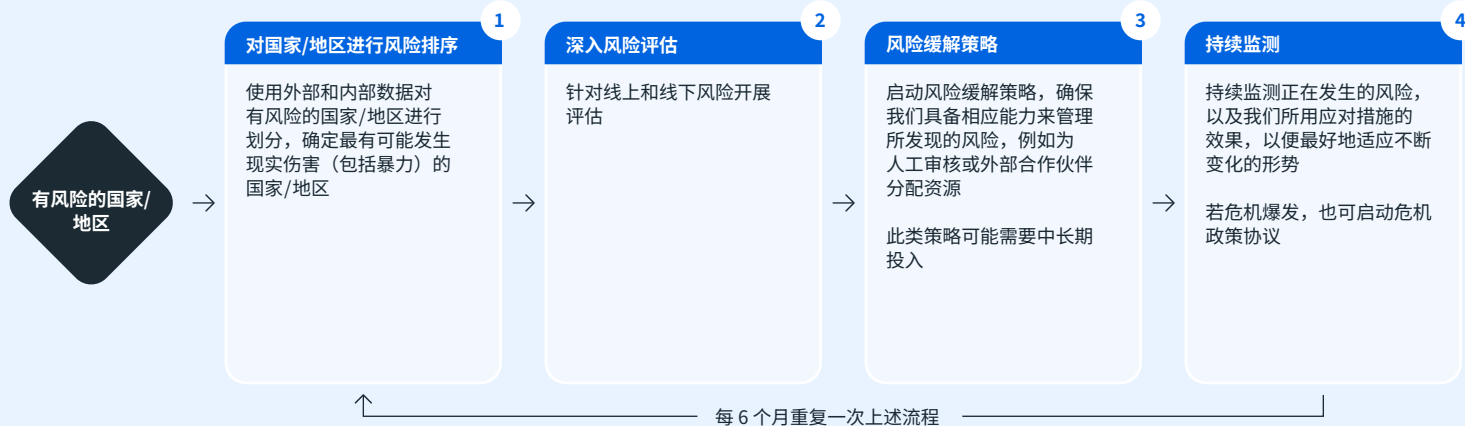 有风险的国家/
地区
1
对国家/地区进行风险排序
使用外部和内部数据对
有风险的国家/地区进行
划分，确定最有可能发生
现实伤害（包括暴力）的
国家/地区
2
深入风险评估
针对线上和线下风险开展
评估
3
风险缓解策略
启动风险缓解策略，确保
我们具备相应能力来管理
所发现的风险，例如为
人工审核或外部合作伙伴
分配资源
此类策略可能需要中长期
投入
4
持续监测
持续监测正在发生的风险，
以及我们所用应对措施的
效果，以便最好地适应不断
变化的形势
若危机爆发，也可启动危机
政策协议
每 6 个月重复一次上述流程